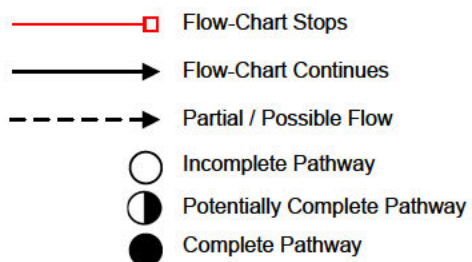 Flow-Chart Stops
Flow-Chart Continues
Partial / Possible Flow
Incomplete Pathway
Potentially Complete Pathway
Complete Pathway